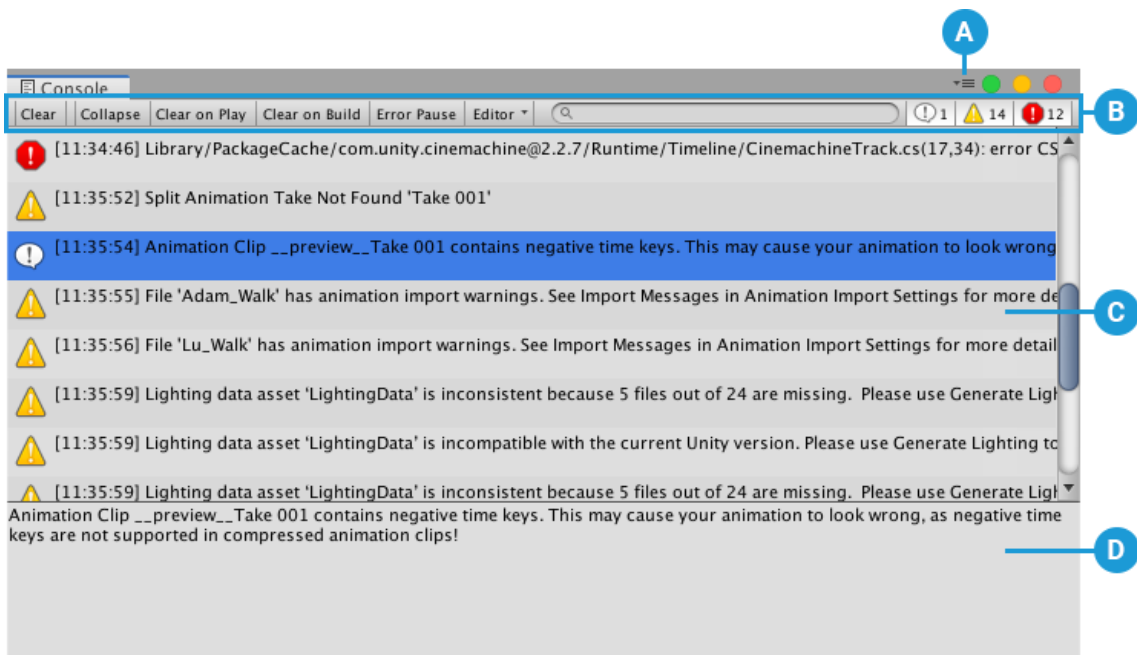 A
Console
Clear Collapse Clear on Play Clear on Build Error Pause Editor 1 14 12
B
[11:34:46] Library/PackageCache/com.unity.cinemachine@2.2.7/Runtime/Timeline/CinemachineTrack.cs(17,34): error CS
[11:35:52] Split Animation Take Not Found 'Take 001'
[11:35:54] Animation Clip __preview__Take 001 contains negative time keys. This may cause your animation to look wrong
[11:35:55] File 'Adam_Walk' has animation import warnings. See Import Messages in Animation Import Settings for more de
C
[11:35:56] File 'Lu_Walk' has animation import warnings. See Import Messages in Animation Import Settings for more detail
[11:35:59] Lighting data asset ‘LightingData’ is inconsistent because 5 files out of 24 are missing.  Please use Generate Ligh
[11:35:59] Lighting data asset ‘LightingData’ is incompatible with the current Unity version. Please use Generate Lighting to
[11:35:59] Lighting data asset ‘LightingData’ is inconsistent because 5 files out of 24 are missing.  Please use Generate Ligh
Animation Clip __preview__Take 001 contains negative time keys. This may cause your animation to look wrong, as negative time
keys are not supported in compressed animation clips!
D